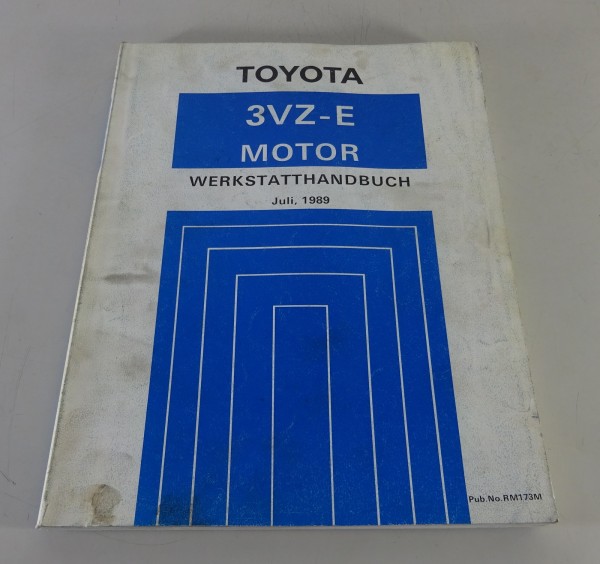 TOYOTA
3VZ-E
MOTOR
WERKSTATTHANDBUCH
Juli, 1989
Pub.No.RM173M